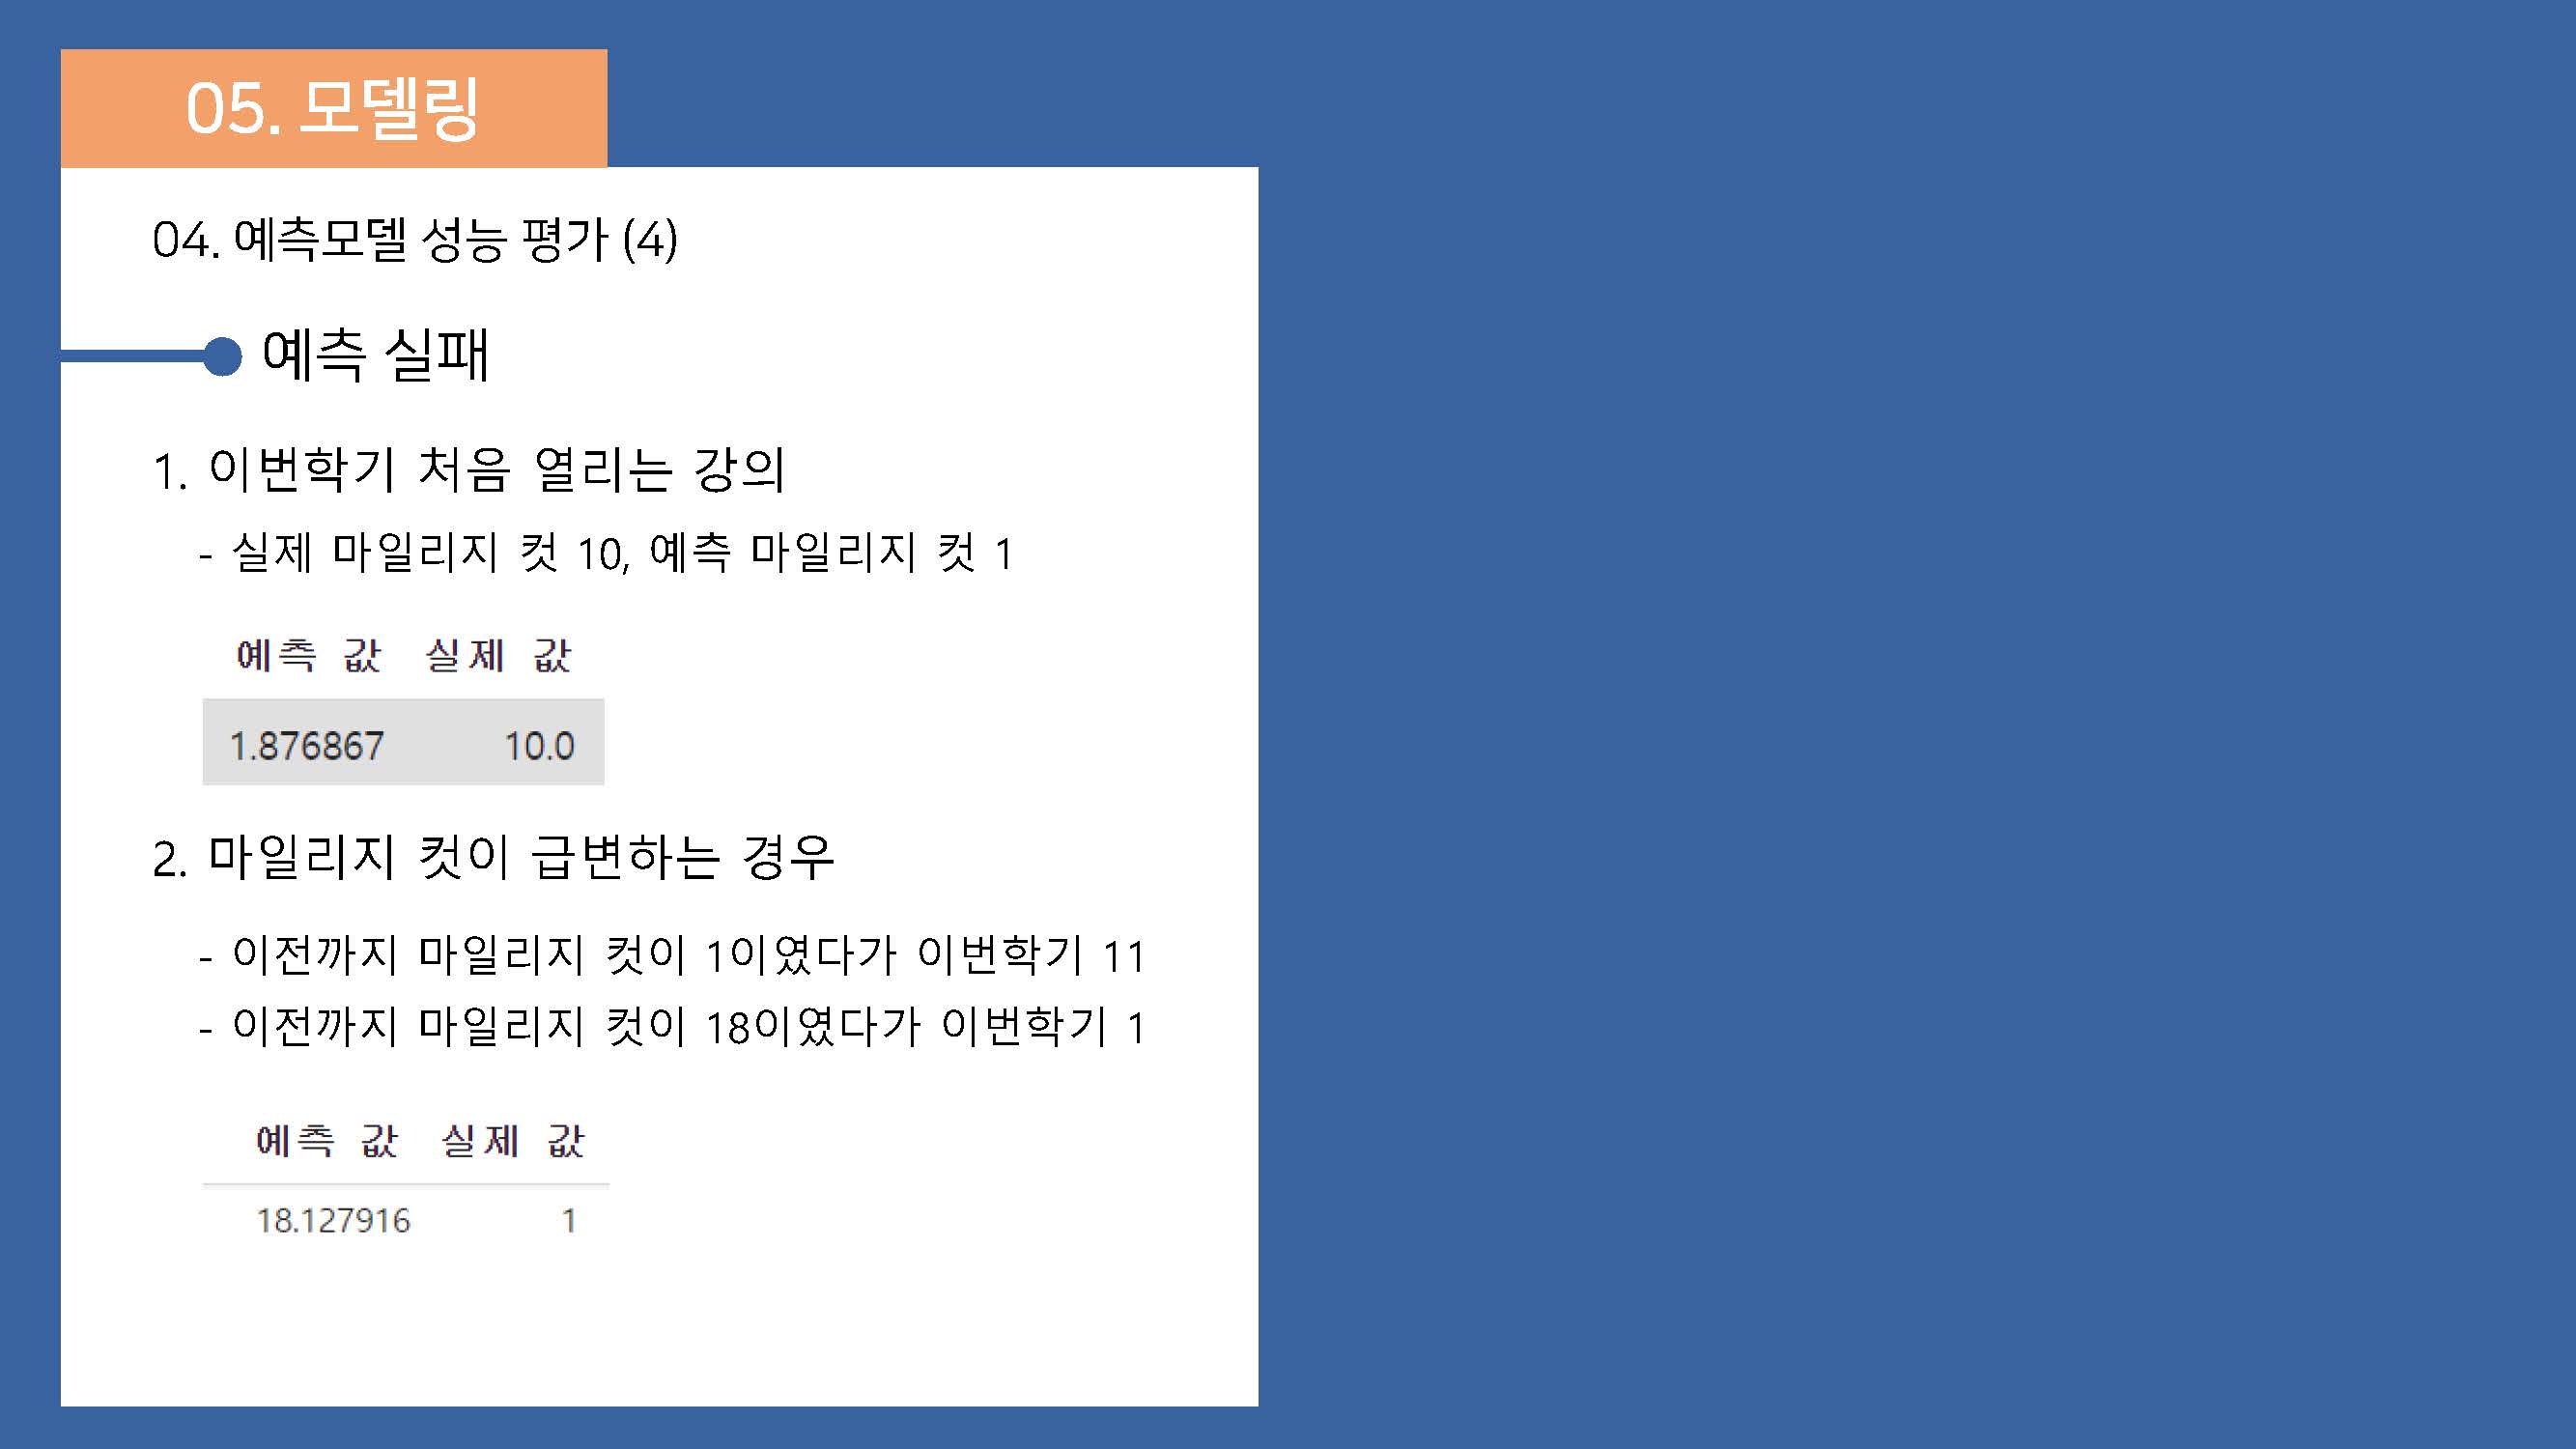 05. 모델링
04. 예측모델 성능 평가 (4)
예측 실패
1. 이번학기 처음 열리는 강의
- 실제 마일리지 컷 10, 예측 마일리지 컷 1
예측 값 실제 값
1.876867 10.0
2. 마일리지 컷이 급변하는 경우
- 이전까지 마일리지 컷이 1이였다가 이번학기 11
- 이전까지 마일리지 컷이 18이였다가 이번학기 1
예측 값 실제 값
18.127916 1